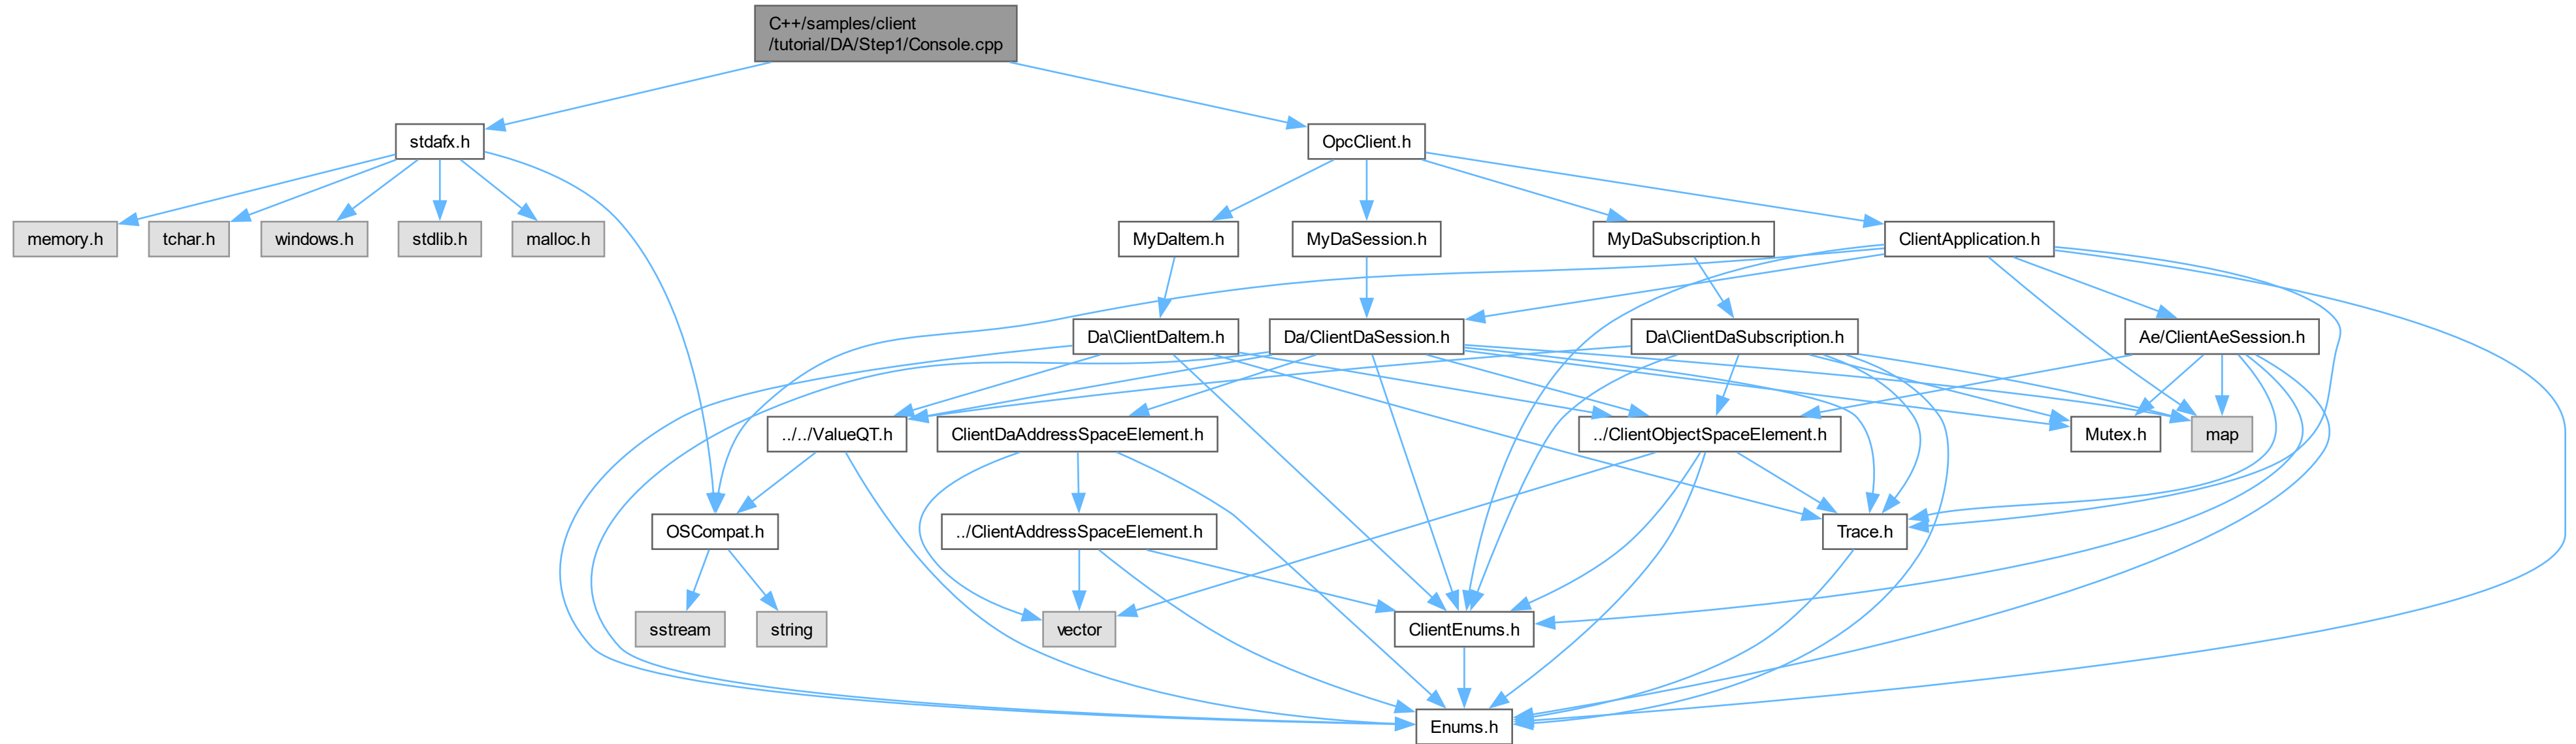 C++/samples/client
/tutorial/DA/Step1/Console.cpp
stdafx.h
OpcClient.h
memory.h
tchar.h
windows.h
stdlib.h
malloc.h
MyDaItem.h
MyDaSession.h
MyDaSubscription.h
ClientApplication.h
Da\ClientDaItem.h
Da/ClientDaSession.h
Da\ClientDaSubscription.h
Ae/ClientAeSession.h
../../ValueQT.h
ClientDaAddressSpaceElement.h
../ClientObjectSpaceElement.h
Mutex.h
map
OSCompat.h
../ClientAddressSpaceElement.h
Trace.h
sstream
string
vector
ClientEnums.h
Enums.h